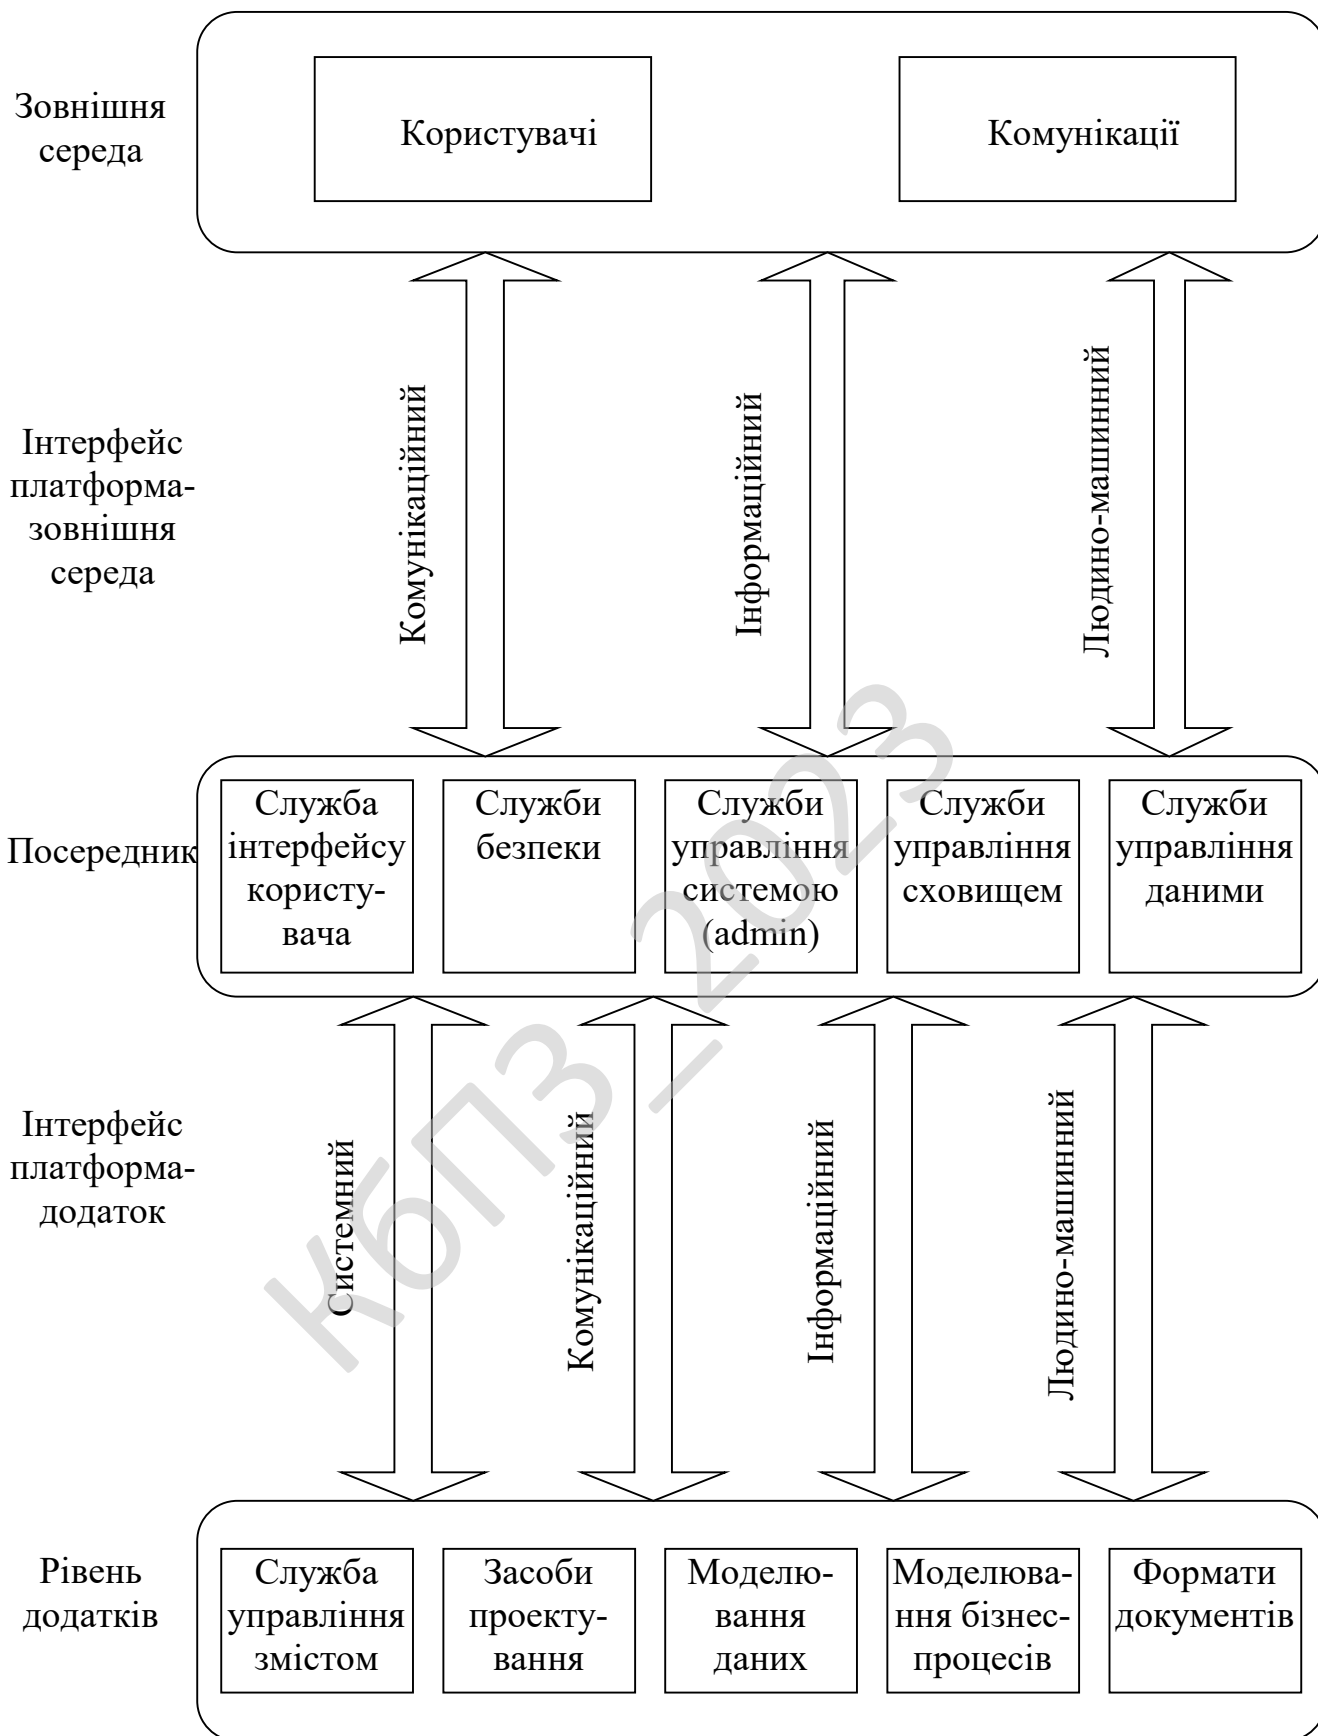 Зовнішня
середа
Користувачі
Комунікації
Інтерфейс
платформа-
зовнішня
середа
Комунікаційний
Інформаційний
Людино-машинний
Посередник
Служба
інтерфейсу
користу-
вача
Служби
безпеки
Служби
управління
системою
(admin)
Служби
управління
сховищем
Служби
управління
даними
Інтерфейс
платформа-
додаток
Системний
Комунікаційний
Інформаційний
Людино-машинний
Рівень
додатків
Служба
управління
змістом
Засоби
проекту-
вання
Моделю-
вання
даних
Моделюва-
ння бізнес-
процесів
Формати
документів
КбПЗ_2023